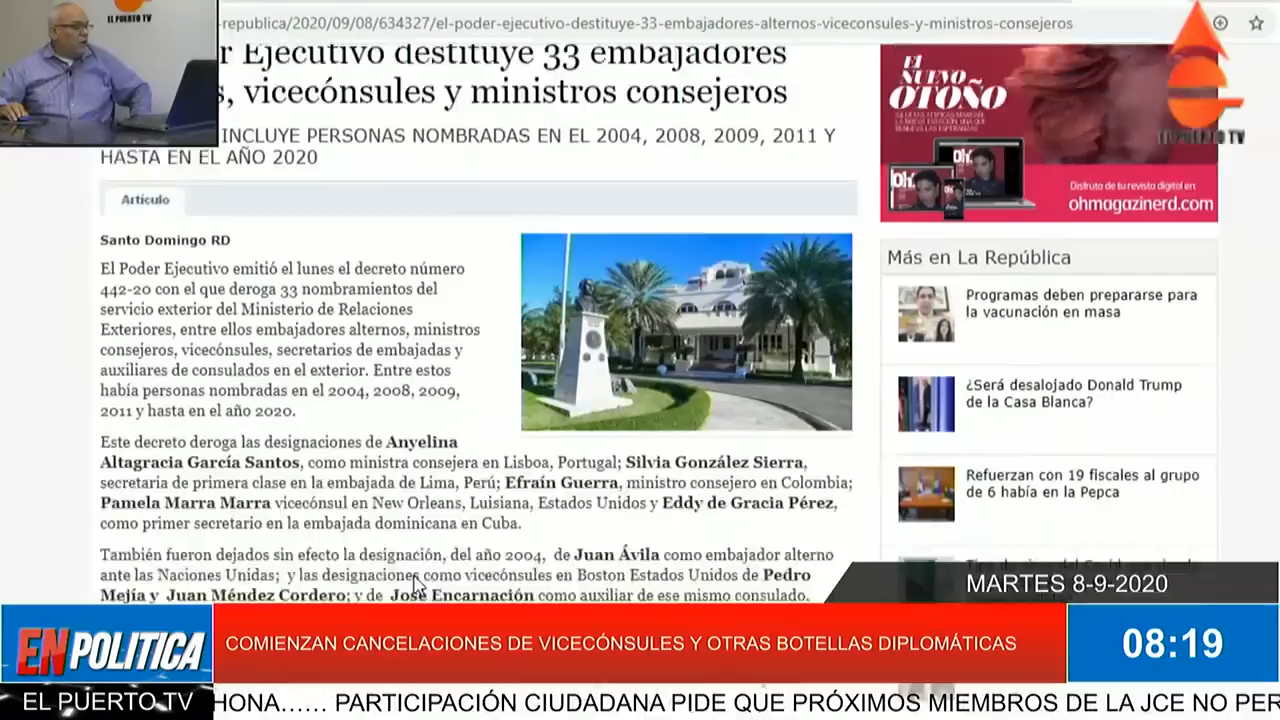 EL PUERTO TV
republica/2020/09/08/634327/el-poder-ejecutivo-destituye-33-embajadores-alternos-viceconsules-y-ministros-consejeros
r Ejecutivo destituye 33 embajadores
s, vicecónsules y ministros consejeros
INCLUYE PERSONAS NOMBRADAS EN EL 2004, 2008, 2009, 2011 Y
HASTA EN EL AÑO 2020
Artículo
Santo Domingo RD
El Poder Ejecutivo emitió el lunes el decreto número
442-20 con el que deroga 33 nombramientos del
servicio exterior del Ministerio de Relaciones
Exteriores, entre ellos embajadores alternos, ministros
consejeros, vicecónsules, secretarios de embajadas y
auxiliares de consulados en el exterior. Entre estos
había personas nombradas en el 2004, 2008, 2009,
2011 y hasta en el año 2020.
Este decreto deroga las designaciones de Anyelina
Altagracia García Santos, como ministra consejera en Lisboa, Portugal; Silvia González Sierra,
secretaria de primera clase en la embajada de Lima, Perú; Efraín Guerra, ministro consejero en Colombia;
Pamela Marra Marra vicecónsul en New Orleans, Luisiana, Estados Unidos y Eddy de Gracia Pérez,
como primer secretario en la embajada dominicana en Cuba.
También fueron dejados sin efecto la designación, del año 2004, de Juan Ávila como embajador alterno
ante las Naciones Unidas; y las designaciones como vicecónsules en Boston Estados Unidos de Pedro
Mejía y Juan Méndez Cordero, y de José Encarnación como auxiliar de ese mismo consulado.
EL
NUEVO
OTOÑO
Oh!
Oh!
Disfruta de tu revista digital en:
ohmagazinerd.com
EL PUERTO TV
Más en La República
Programas deben prepararse para
la vacunación en masa
¿Será desalojado Donald Trump
de la Casa Blanca?
Refuerzan con 19 fiscales al grupo
de 6 había en la Pepca
MARTES 8-9-2020
EN POLITICA
COMIENZAN CANCELACIONES DE VICECÓNSULES Y OTRAS BOTELLAS DIPLOMÁTICAS
08:19
EL PUERTO TV
HONA...... PARTICIPACIÓN CIUDADANA PIDE QUE PRÓXIMOS MIEMBROS DE LA JCE NO PER